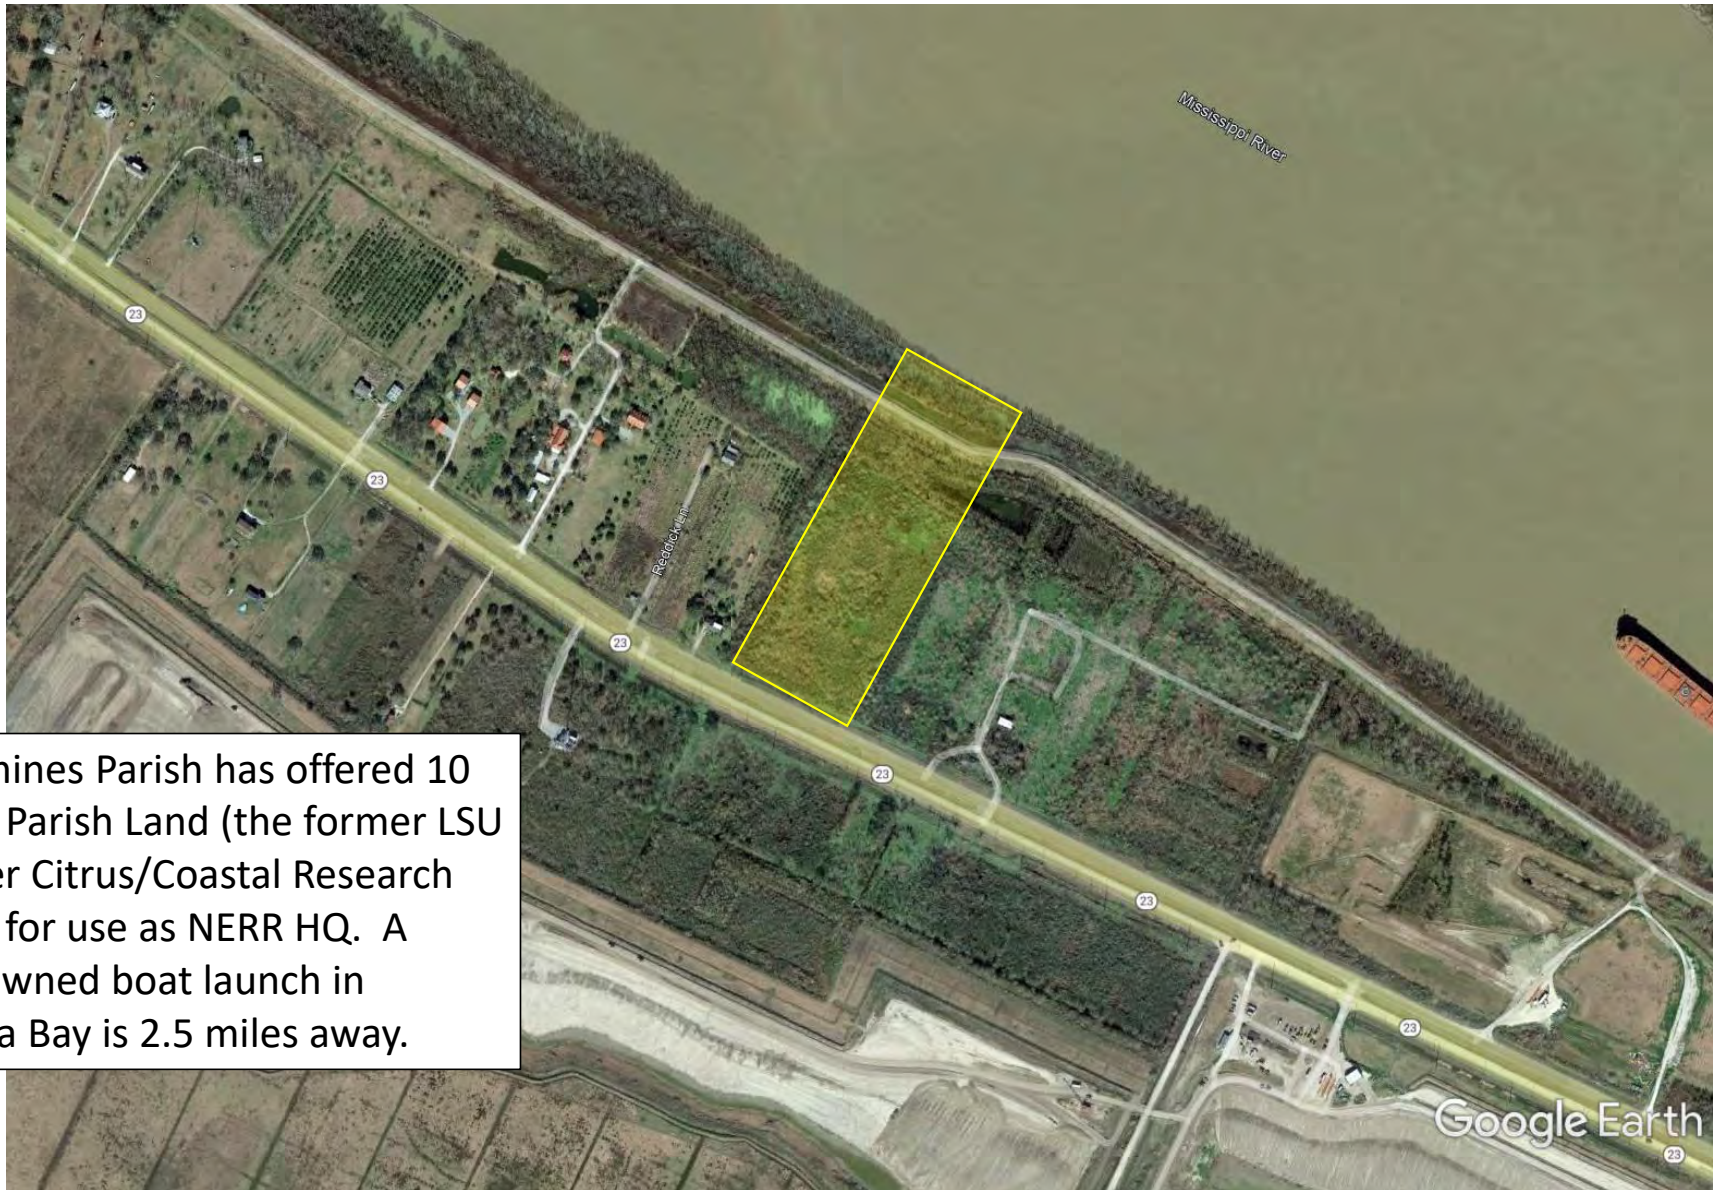 Mississippi River
23
23
Reddick Ln
23
23
23
23
23
mines Parish has offered 10
Parish Land (the former LSU
er Citrus/Coastal Research
for use as NERR HQ. A
wned boat launch in
a Bay is 2.5 miles away.
Google Earth